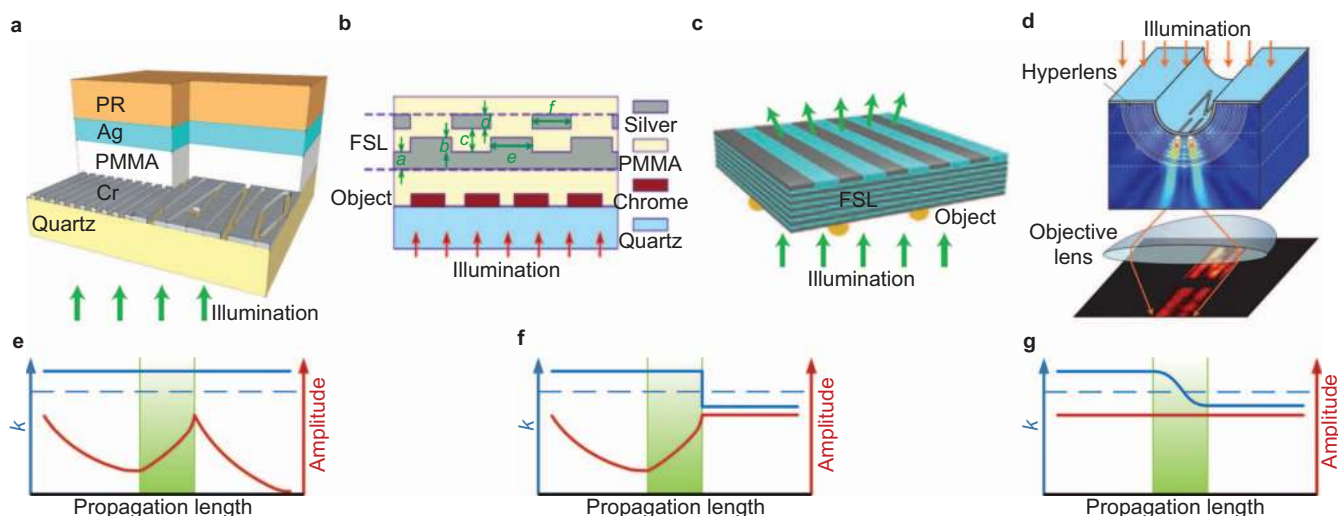 a
PR
Ag
PMMA
Cr
Quartz
Illumination
b
FSL
Object
a
b
c
d
e
f
Silver
PMMA
Chrome
Quartz
Illumination
c
FSL
Object
Illumination
d
Illumination
Hyperlens
Objective
lens
e
k
Amplitude
Propagation length
f
k
Amplitude
Propagation length
g
k
Amplitude
Propagation length